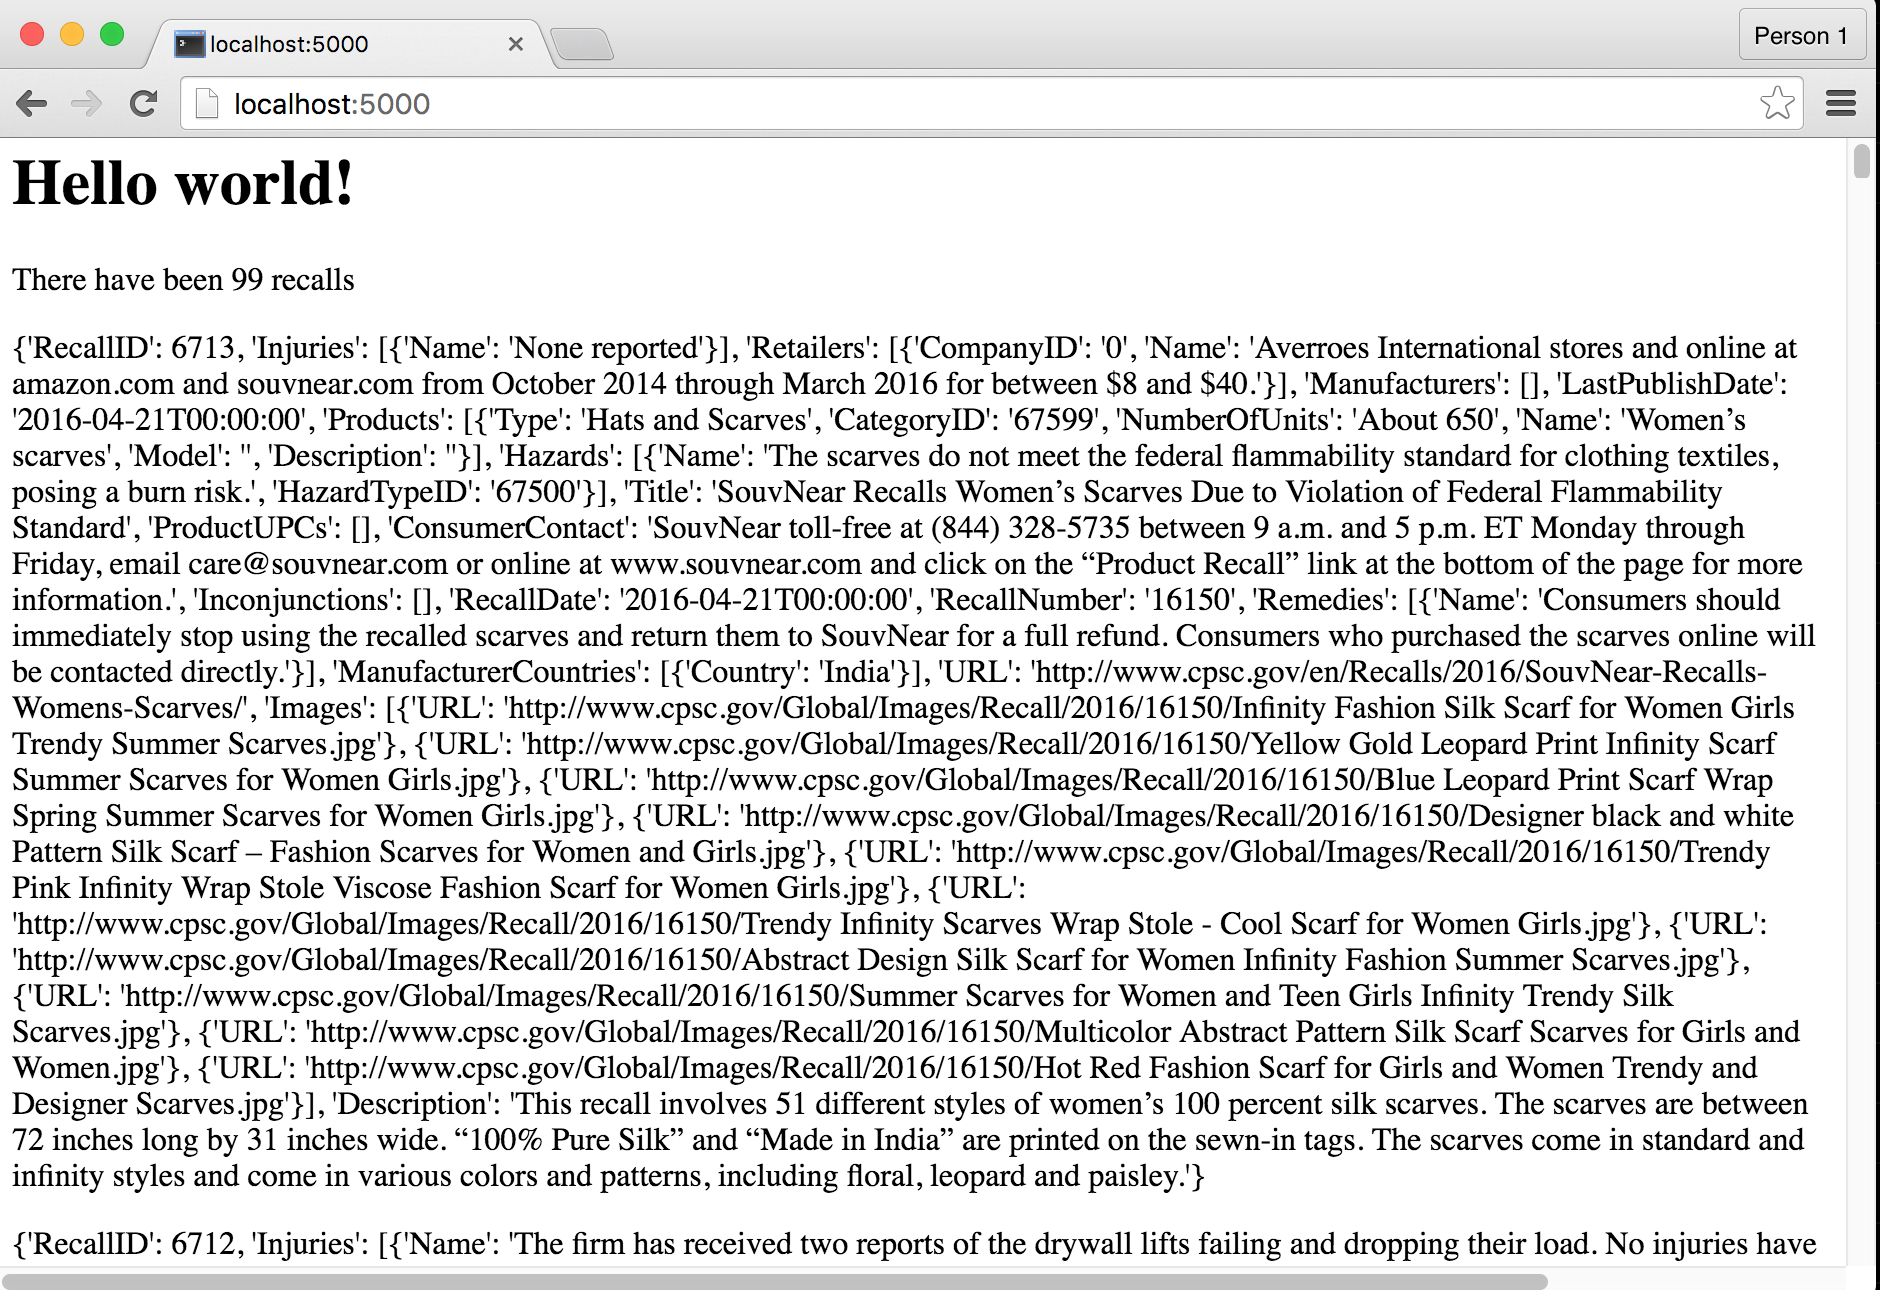 localhost:5000
Person 1
localhost:5000
Hello world!
There have been 99 recalls
{'RecallID': 6713, 'Injuries': [{'Name': 'None reported'}], 'Retailers': [{'CompanyID': '0', 'Name': 'Averroes International stores and online at
amazon.com and souvnear.com from October 2014 through March 2016 for between $8 and $40.'}], 'Manufacturers': [], 'LastPublishDate':
'2016-04-21T00:00:00', 'Products': [{'Type': 'Hats and Scarves', 'CategoryID': '67599', 'NumberOfUnits': 'About 650', 'Name': 'Women’s
scarves', 'Model': '', 'Description': ''}], 'Hazards': [{'Name': 'The scarves do not meet the federal flammability standard for clothing textiles,
posing a burn risk.', 'HazardTypeID': '67500'}], 'Title': 'SouvNear Recalls Women’s Scarves Due to Violation of Federal Flammability
Standard', 'ProductUPCs': [], 'ConsumerContact': 'SouvNear toll-free at (844) 328-5735 between 9 a.m. and 5 p.m. ET Monday through
Friday, email care@souvnear.com or online at www.souvnear.com and click on the “Product Recall” link at the bottom of the page for more
information.', 'Inconjunctions': [], 'RecallDate': '2016-04-21T00:00:00', 'RecallNumber': '16150', 'Remedies': [{'Name': 'Consumers should
immediately stop using the recalled scarves and return them to SouvNear for a full refund. Consumers who purchased the scarves online will
be contacted directly.'}], 'ManufacturerCountries': [{'Country': 'India'}], 'URL': 'http://www.cpsc.gov/en/Recalls/2016/SouvNear-Recalls-
Womens-Scarves/', 'Images': [{'URL': 'http://www.cpsc.gov/Global/Images/Recall/2016/16150/Infinity Fashion Silk Scarf for Women Girls
Trendy Summer Scarves.jpg'}, {'URL': 'http://www.cpsc.gov/Global/Images/Recall/2016/16150/Yellow Gold Leopard Print Infinity Scarf
Summer Scarves for Women Girls.jpg'}, {'URL': 'http://www.cpsc.gov/Global/Images/Recall/2016/16150/Blue Leopard Print Scarf Wrap
Spring Summer Scarves for Women Girls.jpg'}, {'URL': 'http://www.cpsc.gov/Global/Images/Recall/2016/16150/Designer black and white
Pattern Silk Scarf – Fashion Scarves for Women and Girls.jpg'}, {'URL': 'http://www.cpsc.gov/Global/Images/Recall/2016/16150/Trendy
Pink Infinity Wrap Stole Viscose Fashion Scarf for Women Girls.jpg'}, {'URL':
'http://www.cpsc.gov/Global/Images/Recall/2016/16150/Trendy Infinity Scarves Wrap Stole - Cool Scarf for Women Girls.jpg'}, {'URL':
'http://www.cpsc.gov/Global/Images/Recall/2016/16150/Abstract Design Silk Scarf for Women Infinity Fashion Summer Scarves.jpg'},
{'URL': 'http://www.cpsc.gov/Global/Images/Recall/2016/16150/Summer Scarves for Women and Teen Girls Infinity Trendy Silk
Scarves.jpg'}, {'URL': 'http://www.cpsc.gov/Global/Images/Recall/2016/16150/Multicolor Abstract Pattern Silk Scarf Scarves for Girls and
Women.jpg'}, {'URL': 'http://www.cpsc.gov/Global/Images/Recall/2016/16150/Hot Red Fashion Scarf for Girls and Women Trendy and
Designer Scarves.jpg'}], 'Description': 'This recall involves 51 different styles of women’s 100 percent silk scarves. The scarves are between
72 inches long by 31 inches wide. “100% Pure Silk” and “Made in India” are printed on the sewn-in tags. The scarves come in standard and
infinity styles and come in various colors and patterns, including floral, leopard and paisley.'}
{'RecallID': 6712, 'Injuries': [{'Name': 'The firm has received two reports of the drywall lifts failing and dropping their load. No injuries have